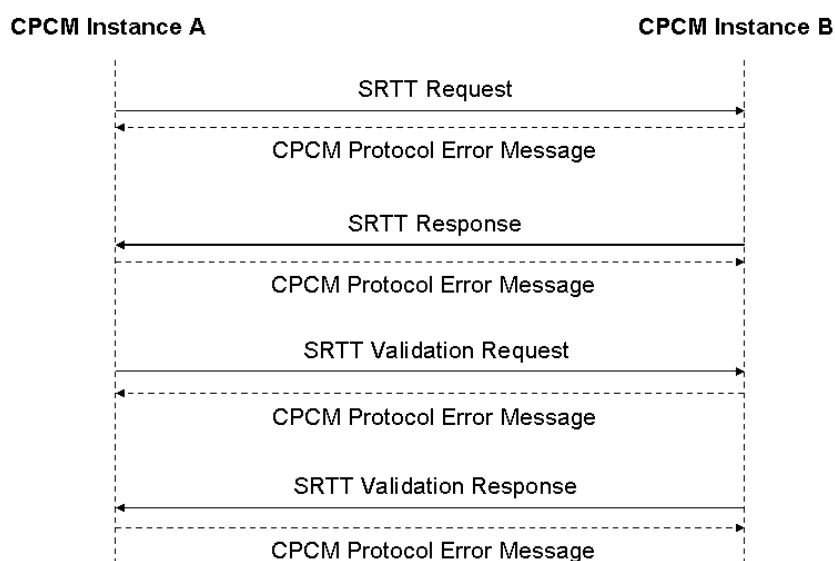 CPCM Instance A
CPCM Instance B
SRTT Request
CPCM Protocol Error Message
SRTT Response
CPCM Protocol Error Message
SRTT Validation Request
CPCM Protocol Error Message
SRTT Validation Response
CPCM Protocol Error Message